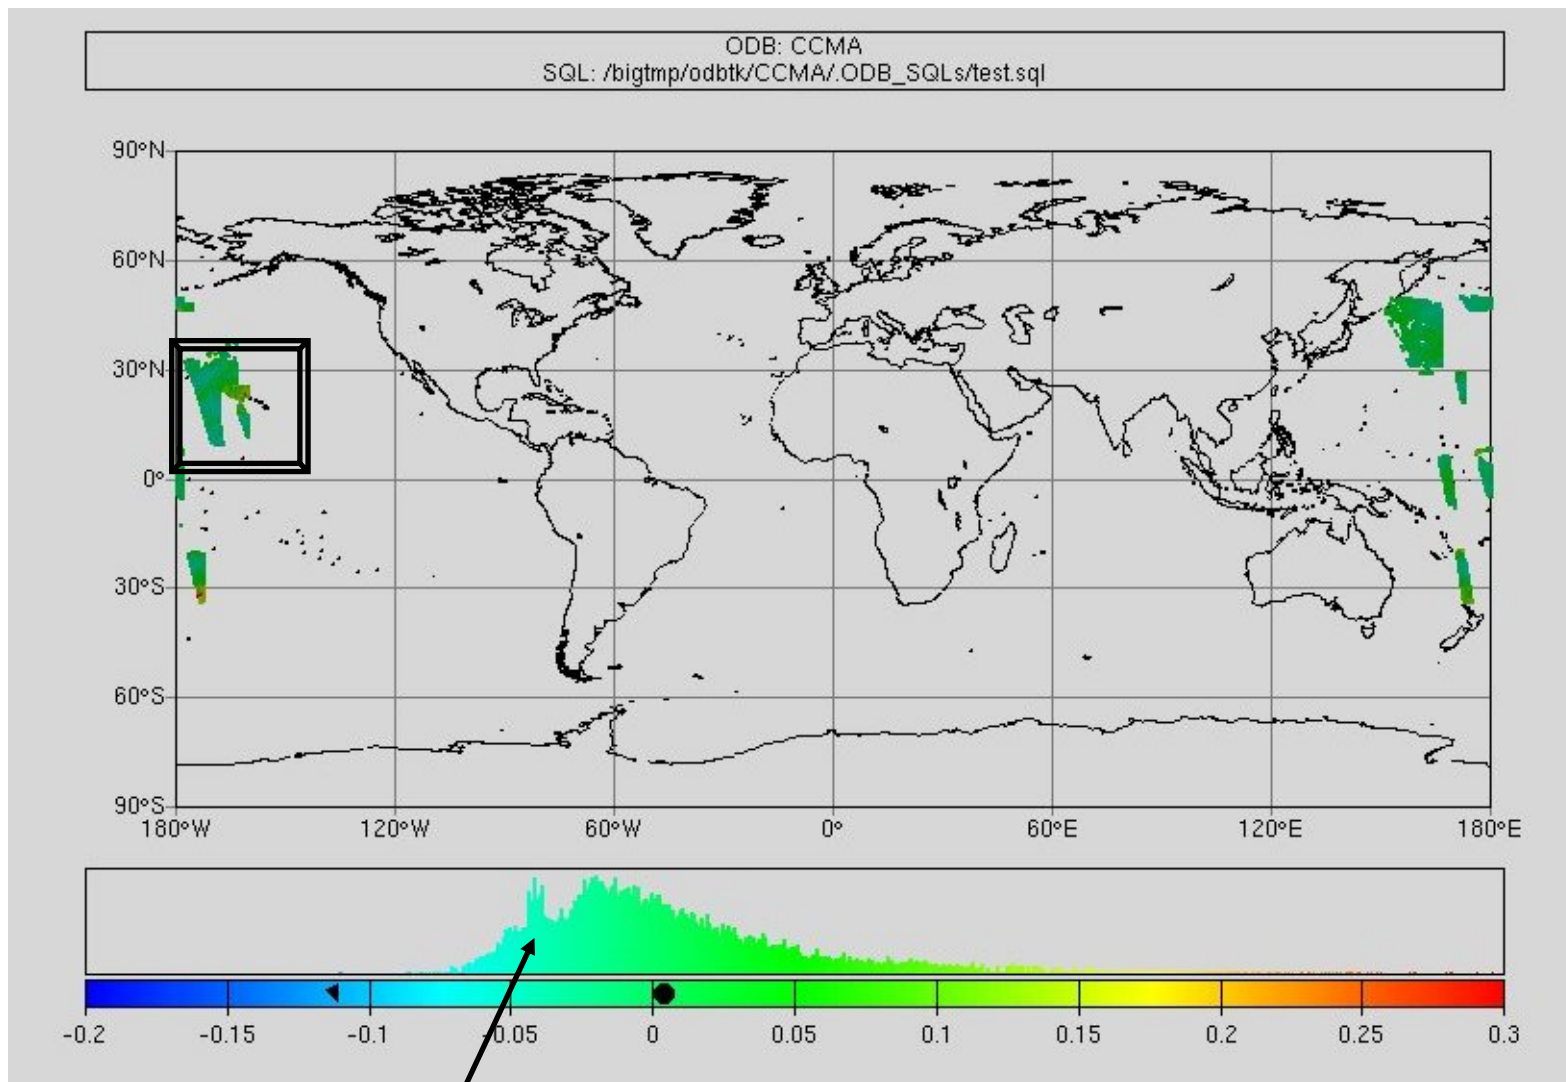 ODB: CCMA
SQL: /bigtmp/odbtk/CCMA/.ODB_SQLs/test.sql
90°N
60°N
30°N
0°
30°S
60°S
90°S
180°W 120°W 60°W 0° 60°E 120°E 180°E
-0.2 -0.15 -0.1 -0.05 0 0.05 0.1 0.15 0.2 0.25 0.3